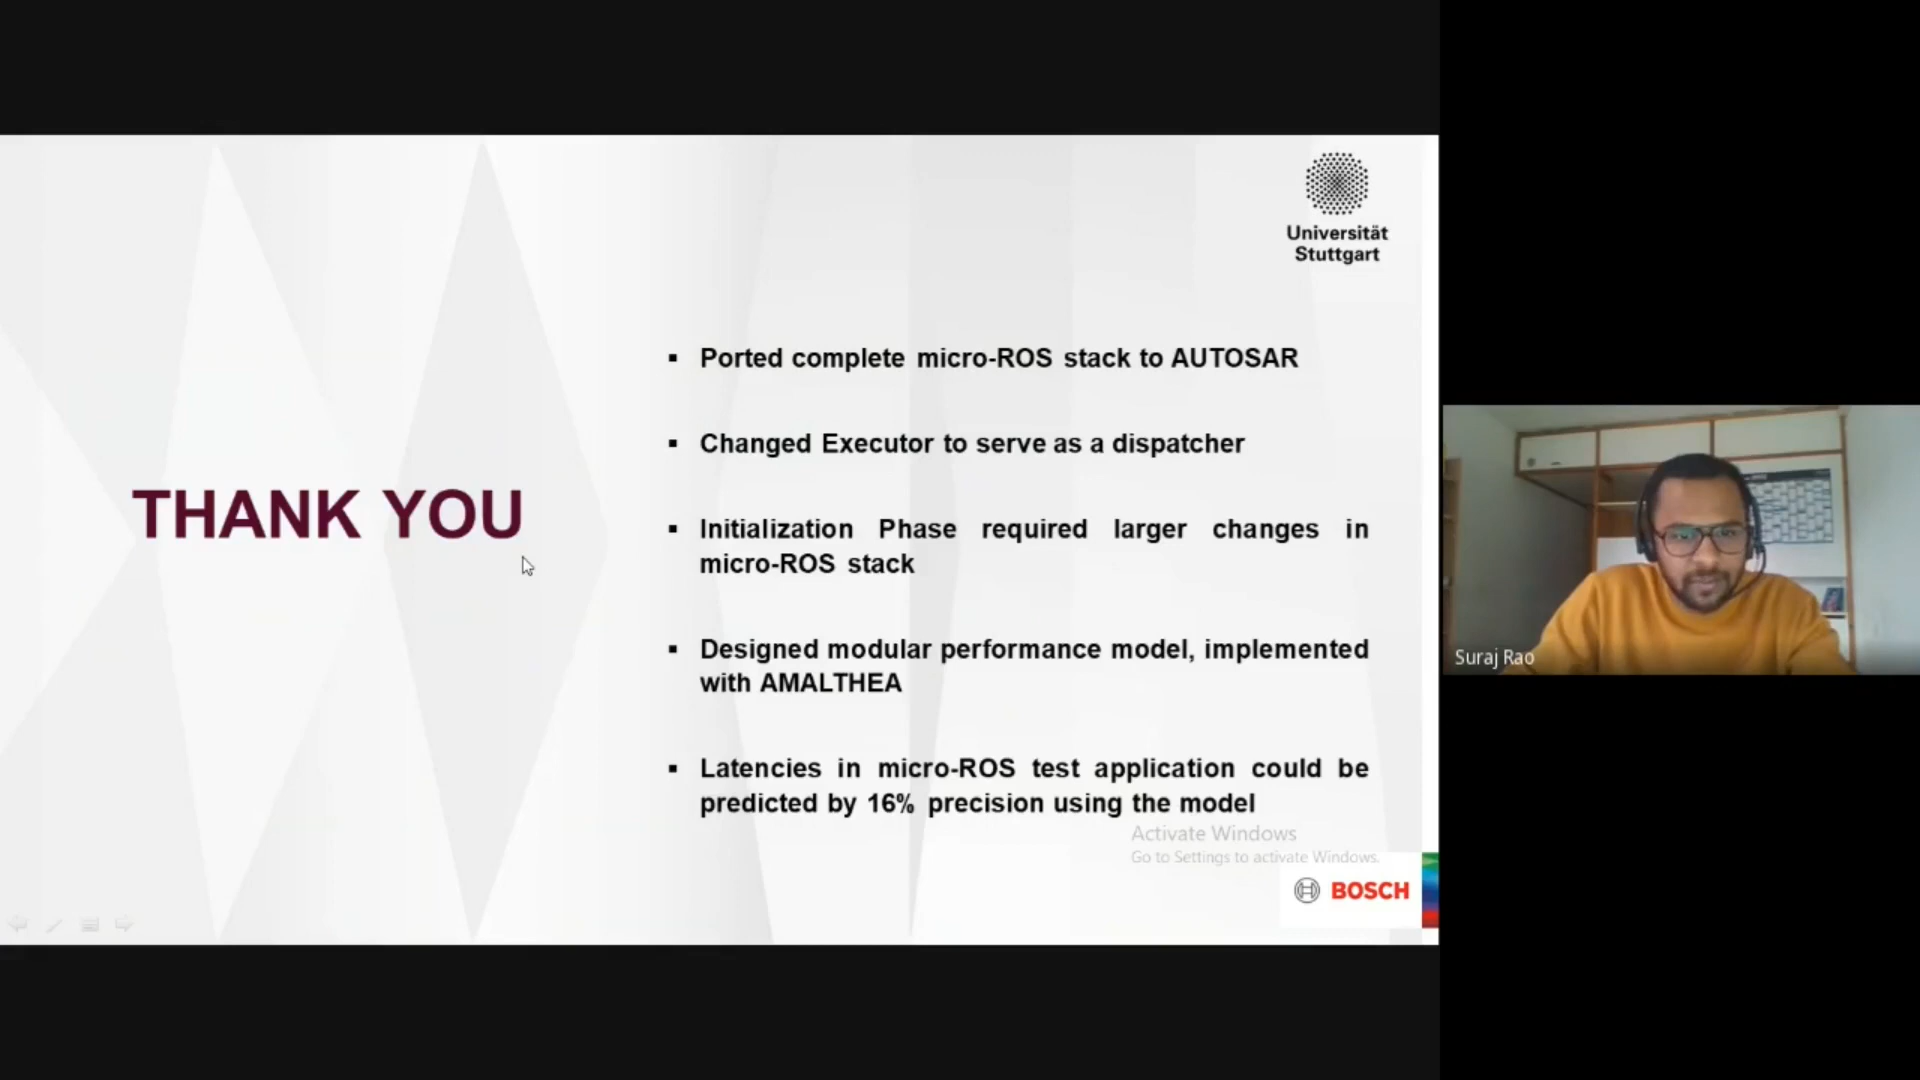 Universität
Stuttgart
THANK YOU
▪ Ported complete micro-ROS stack to AUTOSAR
▪ Changed Executor to serve as a dispatcher
▪ Initialization Phase required larger changes in
micro-ROS stack
▪ Designed modular performance model, implemented
with AMALTHEA
▪ Latencies in micro-ROS test application could be
predicted by 16% precision using the model
Activate Windows
Go to Settings to activate Windows.
BOSCH
Suraj Rao